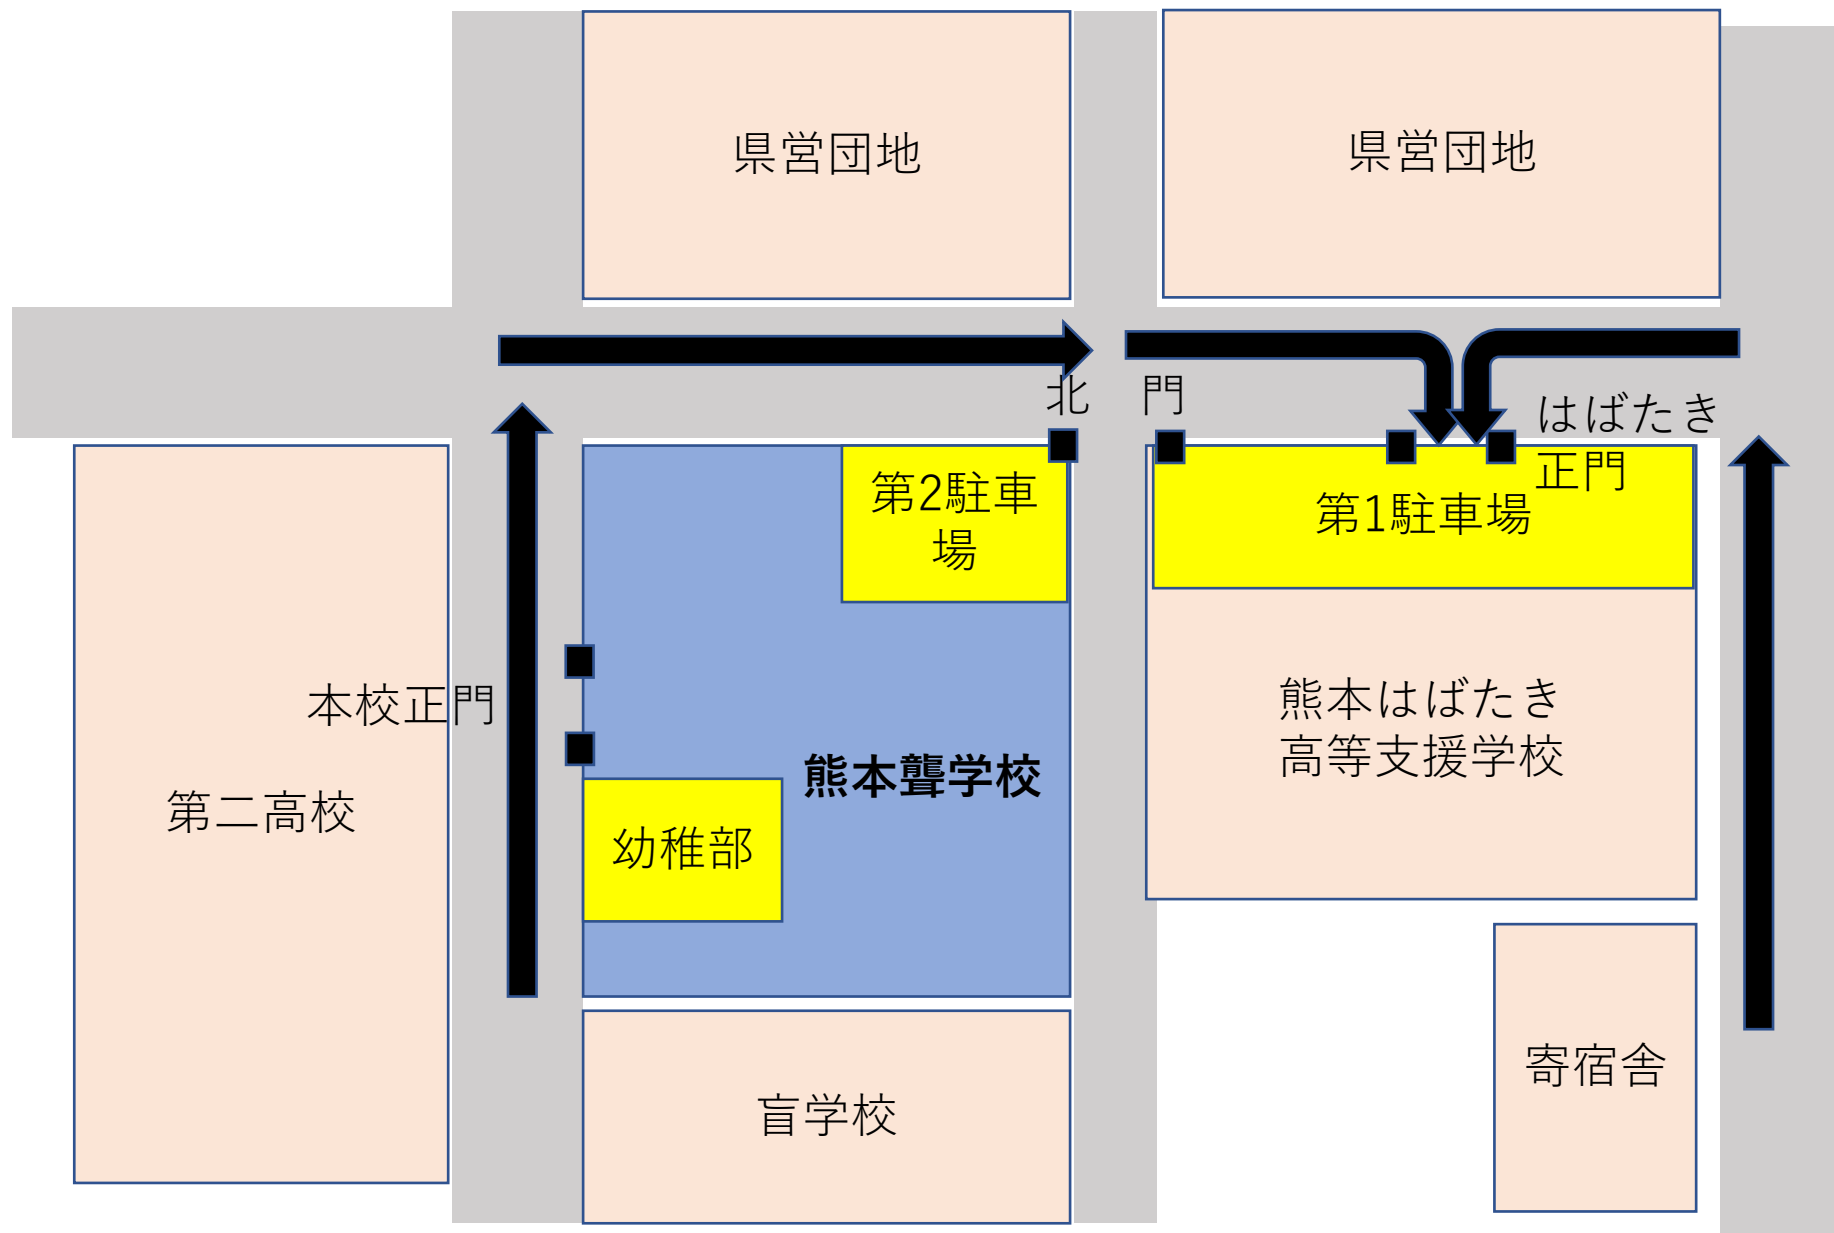 県営団地
県営団地
北　門
はばたき
正門
第2駐車
場
第1駐車場
本校正門
熊本はばたき
高等支援学校
熊本聾学校
第二高校
幼稚部
寄宿舎
盲学校